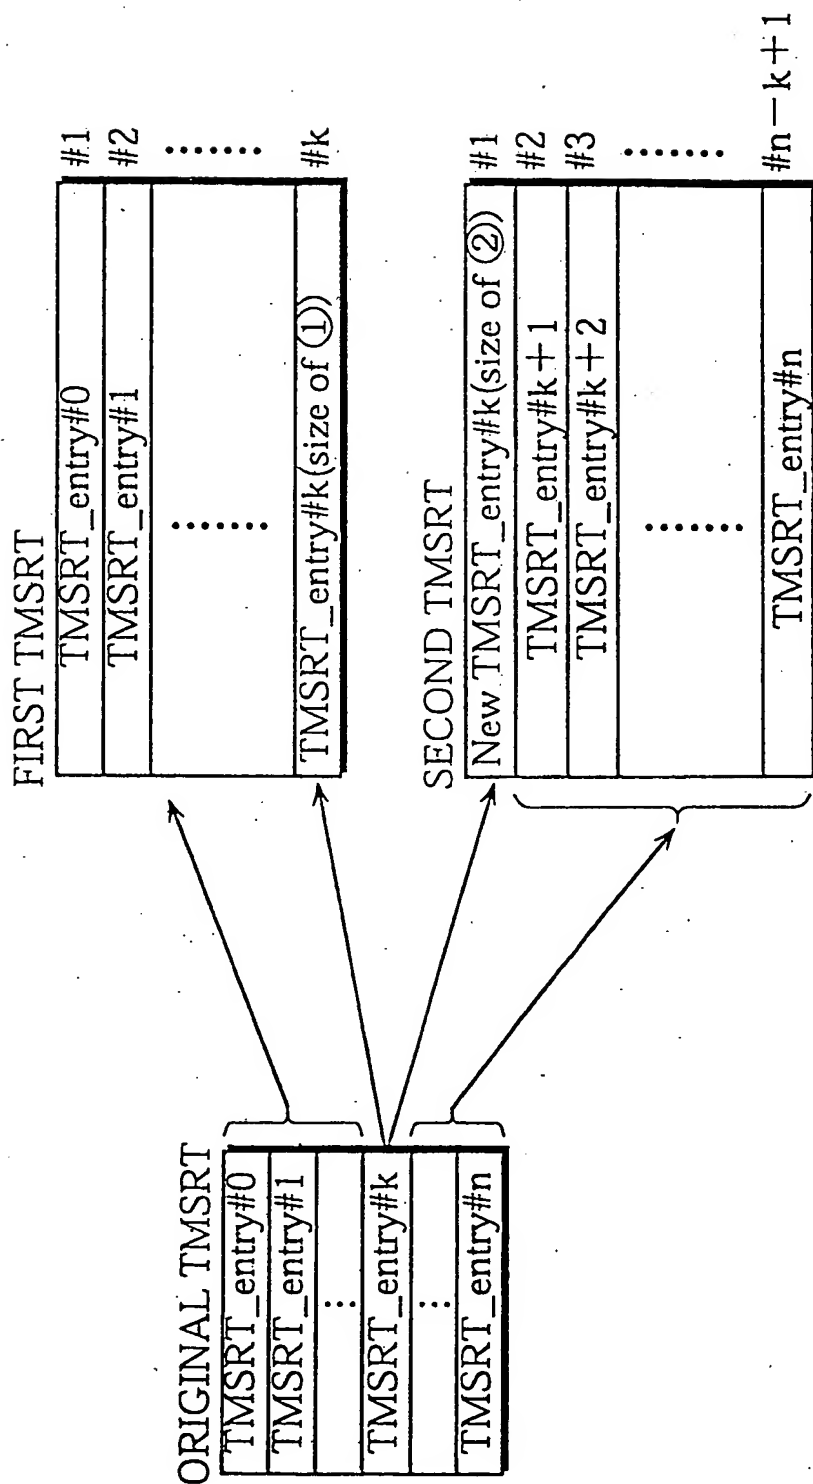 ORIGINAL TMSRT
TMSRT_entry#0
TMSRT_entry#1
⋯
TMSRT_entry#k
⋯
TMSRT_entry#n
FIRST TMSRT
TMSRT_entry#0 #1
TMSRT_entry#1 #2
⋯⋯ ⋯⋯
TMSRT_entry#k(size of ①) #k
SECOND TMSRT
New TMSRT_entry#k(size of ②) #1
TMSRT_entry#k+1 #2
TMSRT_entry#k+2 #3
⋯⋯ ⋯⋯
TMSRT_entry#n #n−k+1